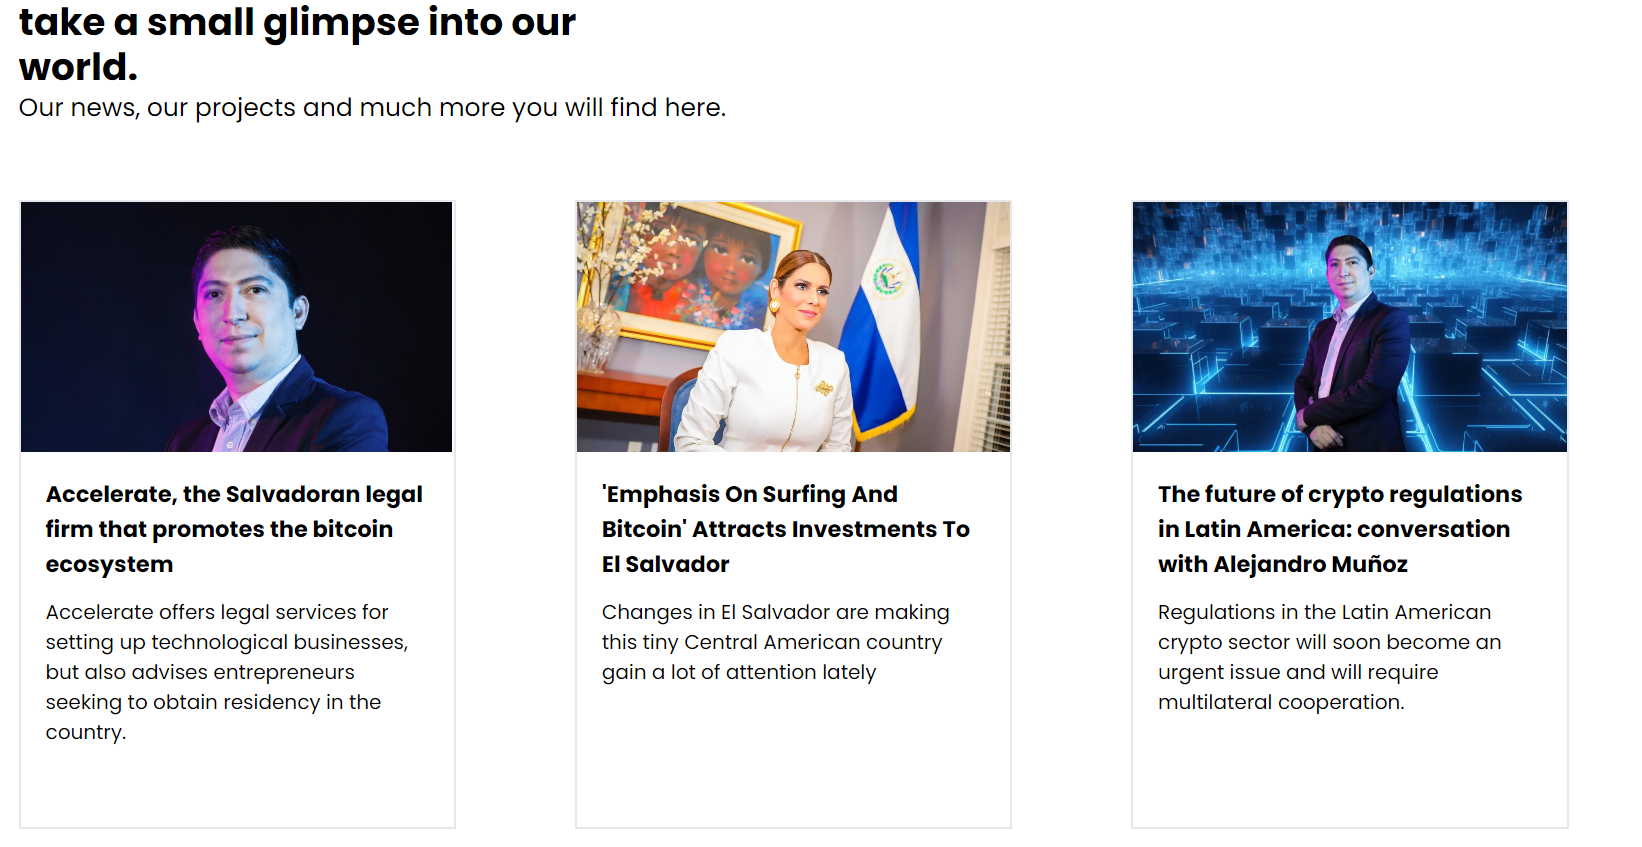 take a small glimpse into our
world.
Our news, our projects and much more you will find here.
Accelerate, the Salvadoran legal
firm that promotes the bitcoin
ecosystem
Accelerate offers legal services for
setting up technological businesses,
but also advises entrepreneurs
seeking to obtain residency in the
country.
'Emphasis On Surfing And
Bitcoin' Attracts Investments To
El Salvador
Changes in El Salvador are making
this tiny Central American country
gain a lot of attention lately
The future of crypto regulations
in Latin America: conversation
with Alejandro Muñoz
Regulations in the Latin American
crypto sector will soon become an
urgent issue and will require
multilateral cooperation.